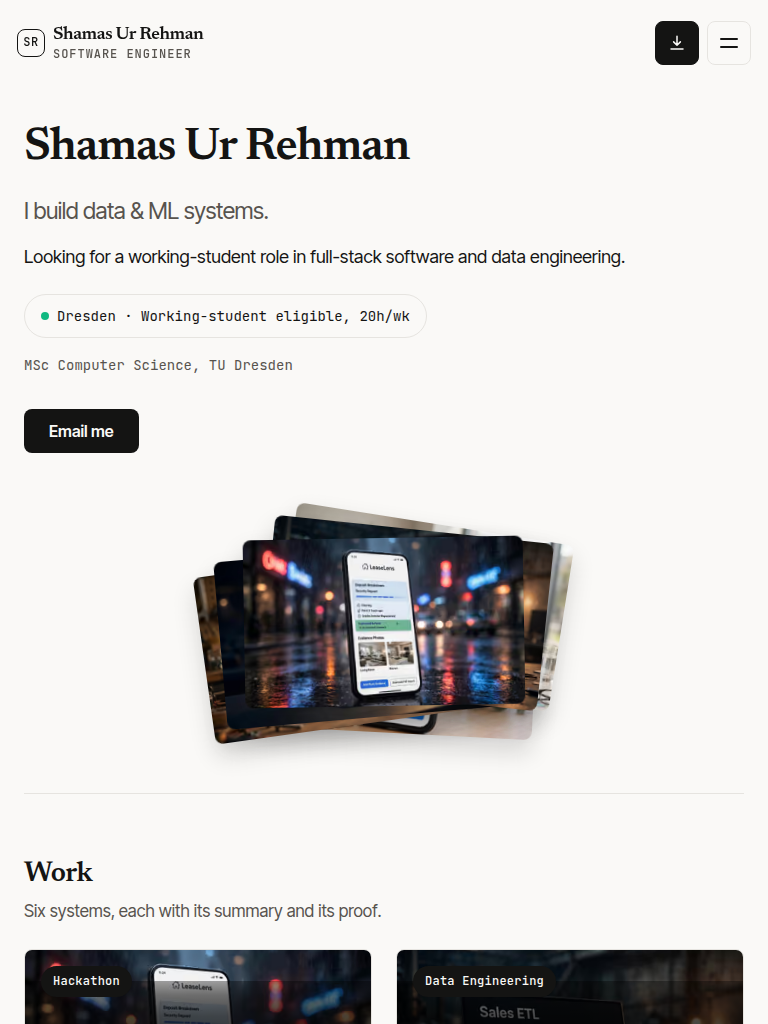 SR
Shamas Ur Rehman
SOFTWARE ENGINEER
Shamas Ur Rehman
I build data & ML systems.
Looking for a working-student role in full-stack software and data engineering.
Dresden · Working-student eligible, 20h/wk
MSc Computer Science, TU Dresden
Email me
LeaseLens
Work
Six systems, each with its summary and its proof.
Hackathon
LeaseLens
Data Engineering
Sales ETL